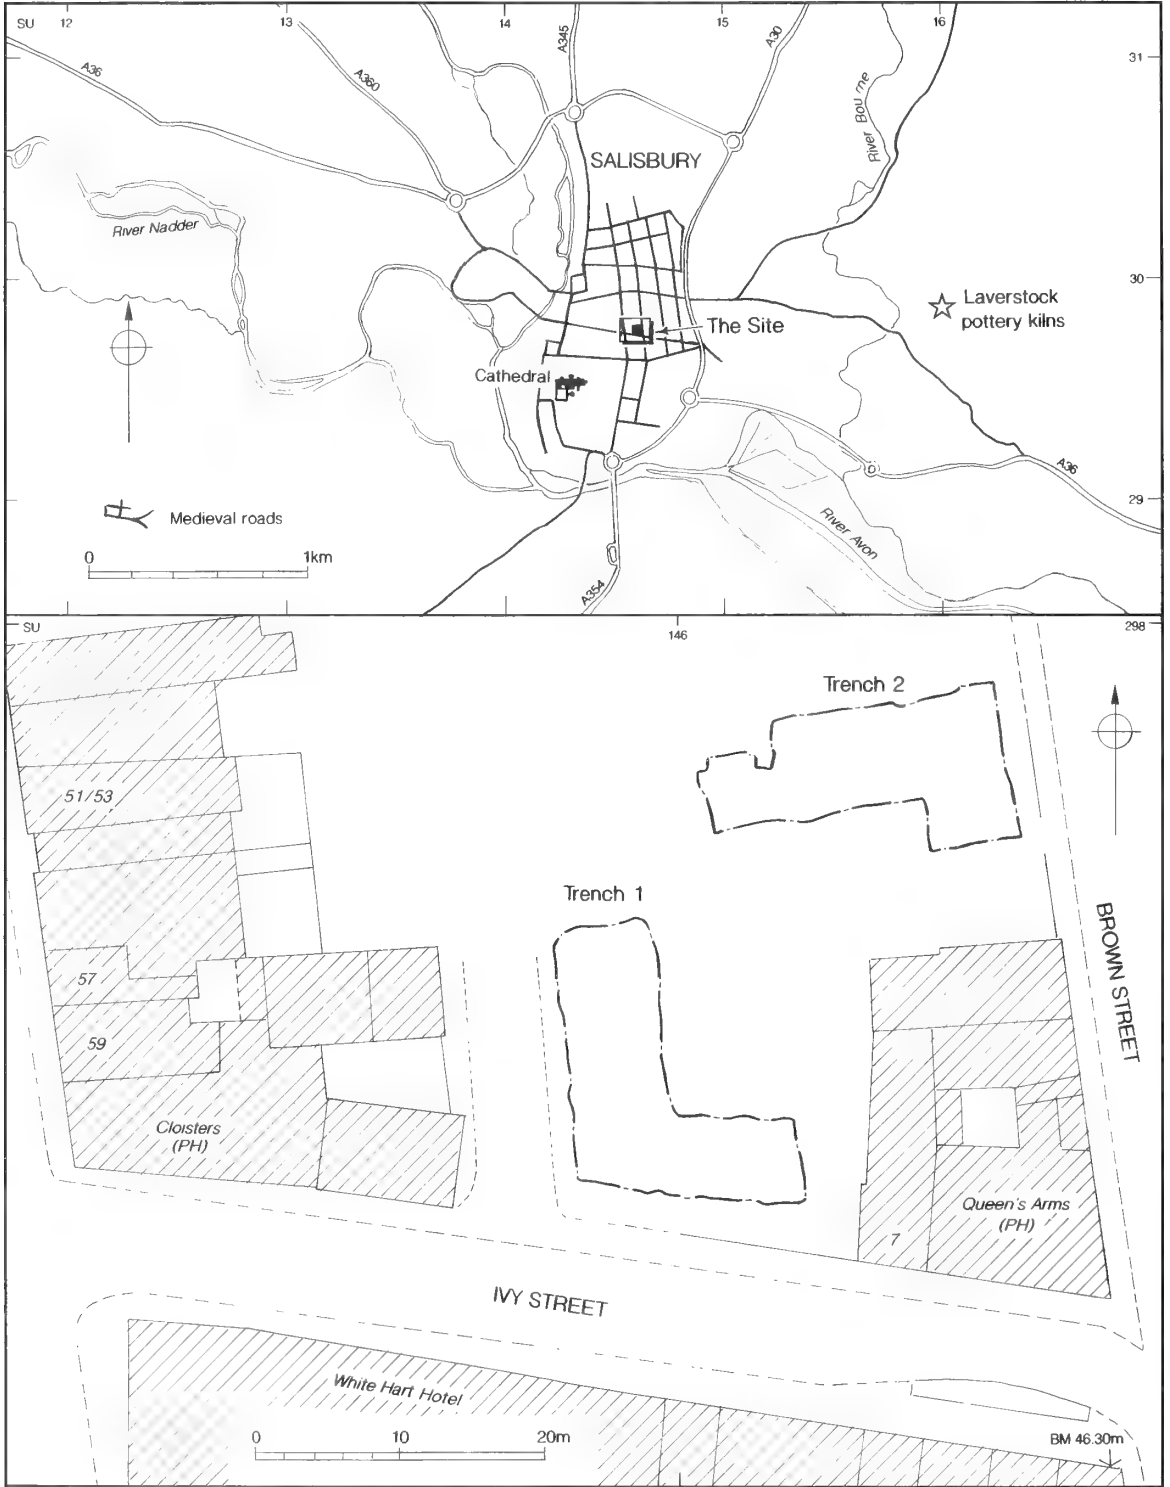 SU 12 13 14 15 16
31
A36
A360
A345
A30
River Bourne
SALISBURY
River Nadder
30
Laverstock
pottery kilns
The Site
Cathedral
A36
29
Medieval roads
River Avon
0 1km
A354
SU 146 298
Trench 2
51/53
Trench 1
BROWN STREET
57
59
Cloisters
(PH)
Queen's Arms
(PH)
7
IVY STREET
White Hart Hotel
0 10 20m
BM 46.30m